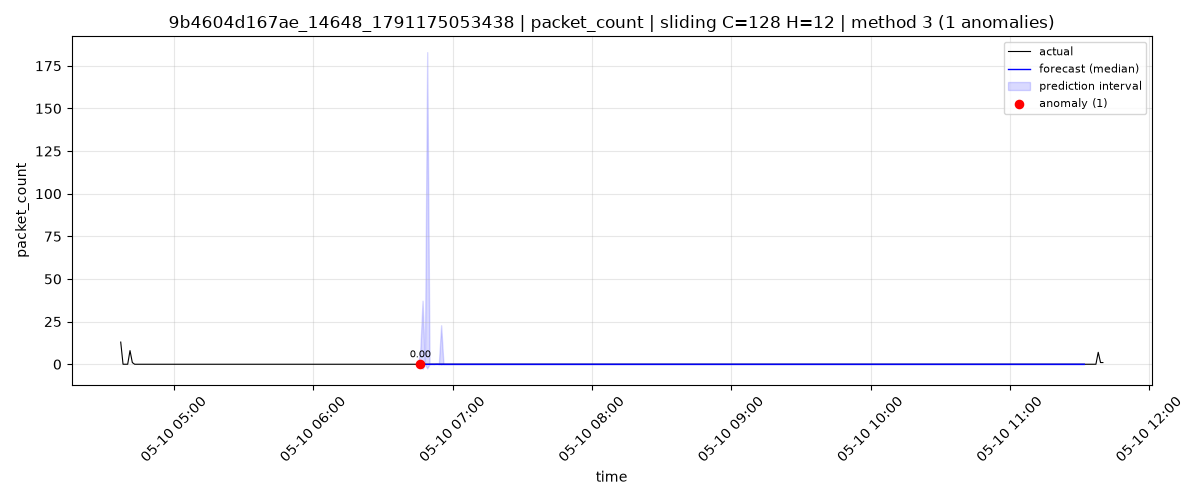 9b4604d167ae_14648_1791175053438 | packet_count | sliding C=128 H=12 | method 3 (1 anomalies)
actual
forecast (median)
prediction interval
anomaly (1)
packet_count
175
150
125
100
75
50
25
0
0.00
05-10 05:00
05-10 06:00
05-10 07:00
05-10 08:00
05-10 09:00
05-10 10:00
05-10 11:00
05-10 12:00
time